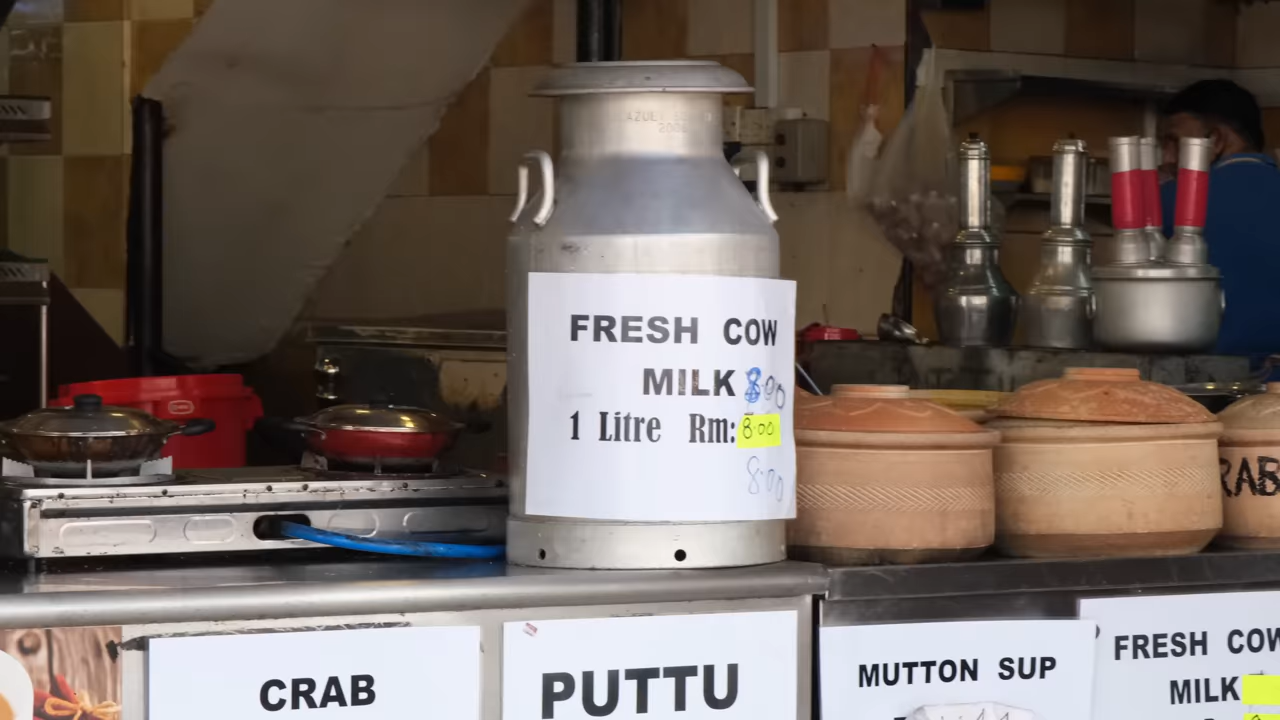 FRESH COW
MILK 8.00
1 Litre Rm: 8.00
8.00
RAB
CRAB
PUTTU
MUTTON SUP
FRESH COW
MILK